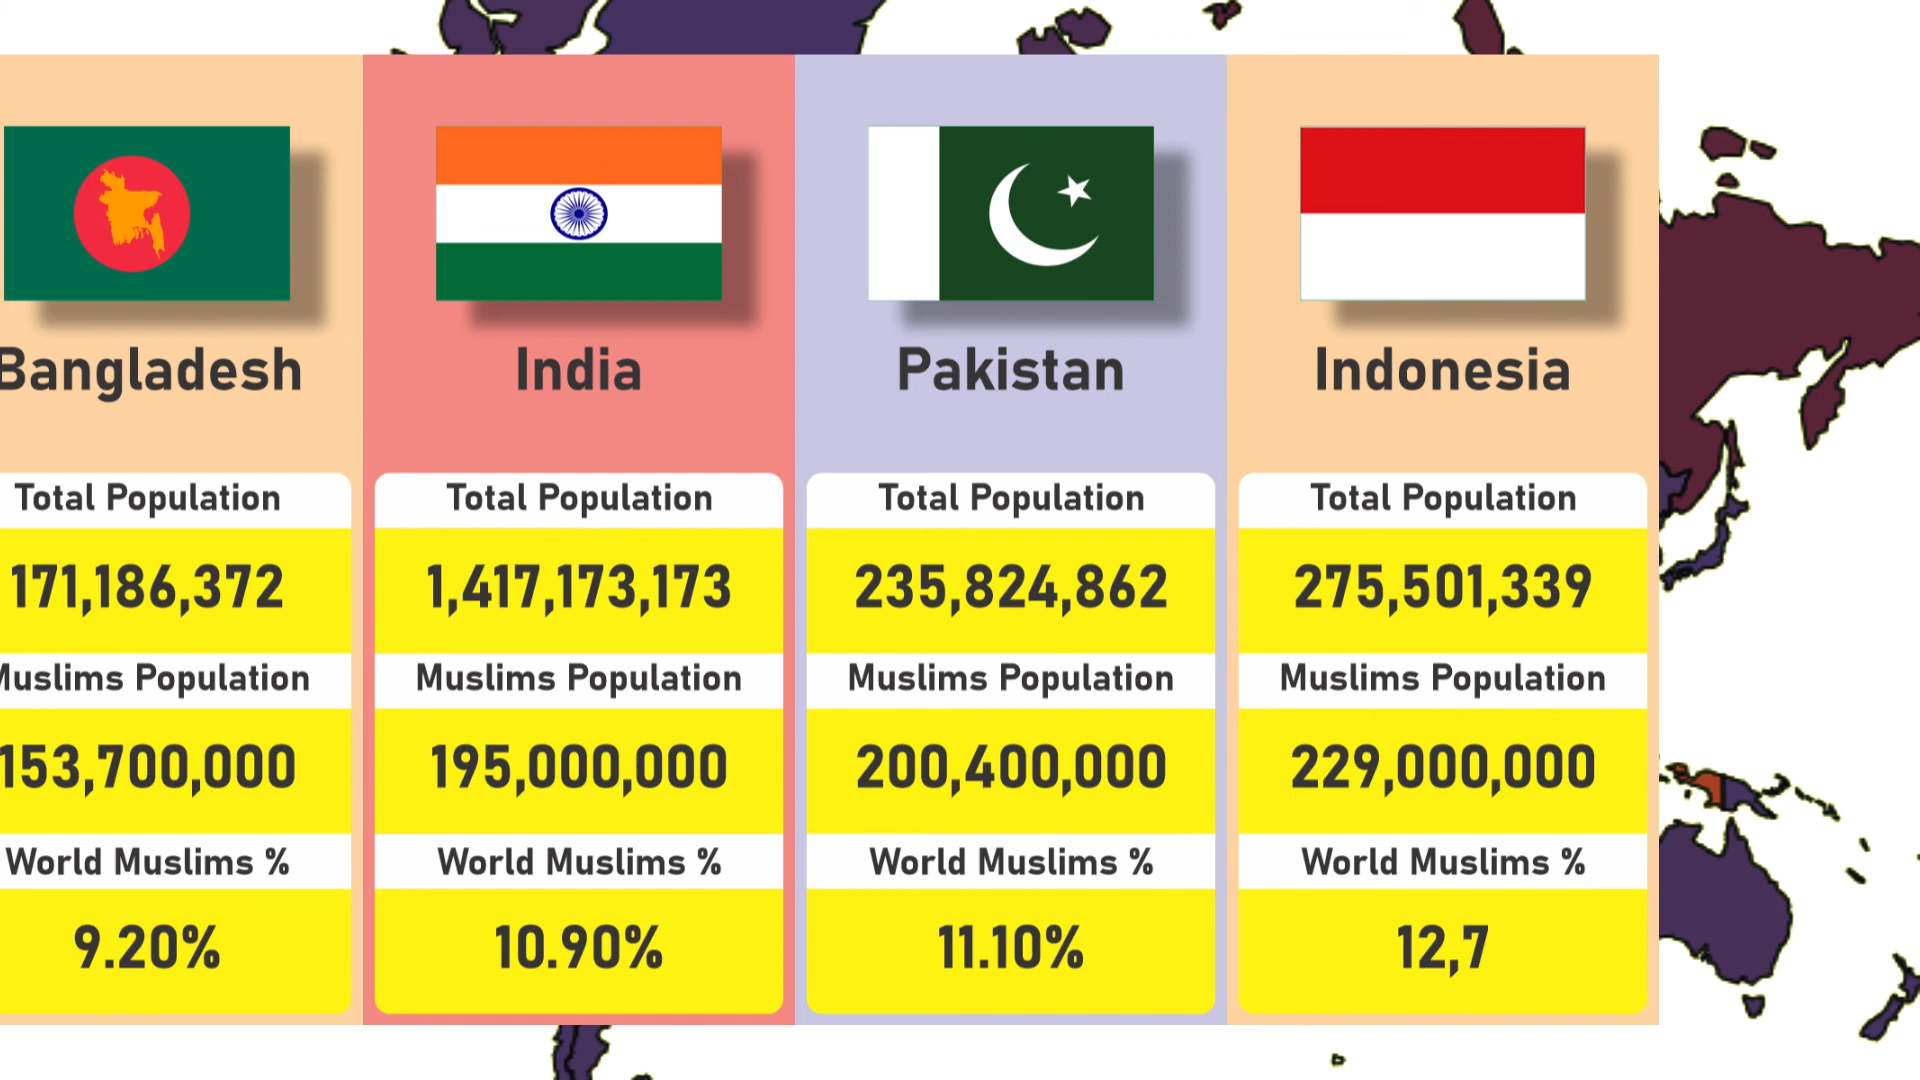 Bangladesh
Total Population
171,186,372
Muslims Population
153,700,000
World Muslims %
9.20%
India
Total Population
1,417,173,173
Muslims Population
195,000,000
World Muslims %
10.90%
Pakistan
Total Population
235,824,862
Muslims Population
200,400,000
World Muslims %
11.10%
Indonesia
Total Population
275,501,339
Muslims Population
229,000,000
World Muslims %
12,7